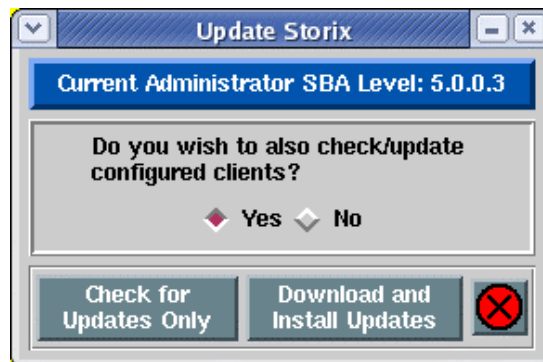 Update Storix
Current Administrator SBA Level: 5.0.0.3
Do you wish to also check/update
configured clients?
Yes No
Check for
Updates Only
Download and
Install Updates